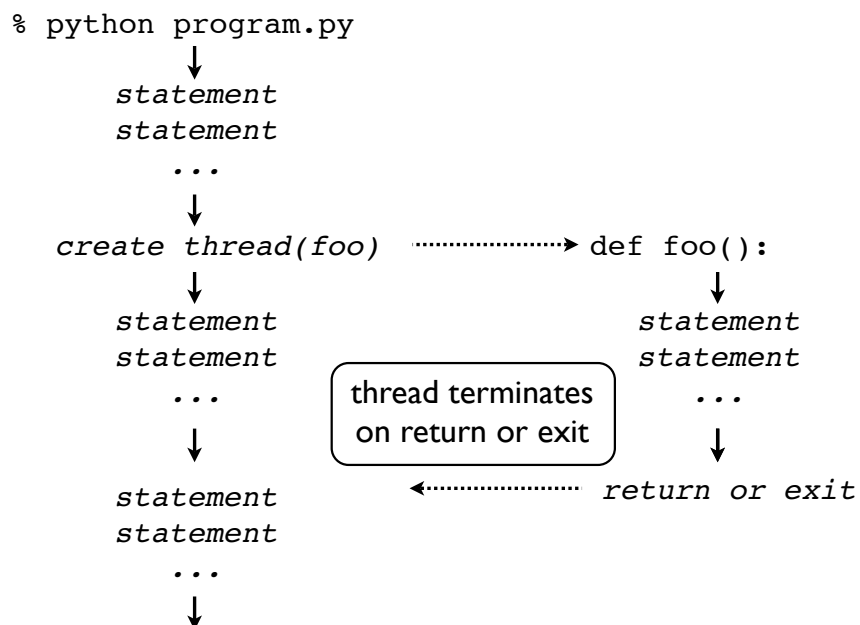 % python program.py
statement
statement
...
create thread(foo)
def foo():
statement
statement
...
statement
statement
...
thread terminates
on return or exit
return or exit
statement
statement
...